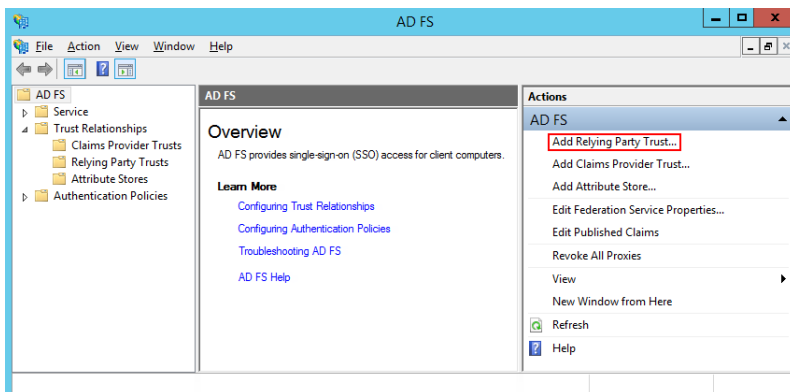 AD FS
File Action View Window Help
AD FS
Service
Trust Relationships
Claims Provider Trusts
Relying Party Trusts
Attribute Stores
Authentication Policies
AD FS
Overview
AD FS provides single-sign-on (SSO) access for client computers.
Learn More
Configuring Trust Relationships
Configuring Authentication Policies
Troubleshooting AD FS
AD FS Help
Actions
AD FS
Add Relying Party Trust...
Add Claims Provider Trust...
Add Attribute Store...
Edit Federation Service Properties...
Edit Published Claims
Revoke All Proxies
View
New Window from Here
Refresh
Help